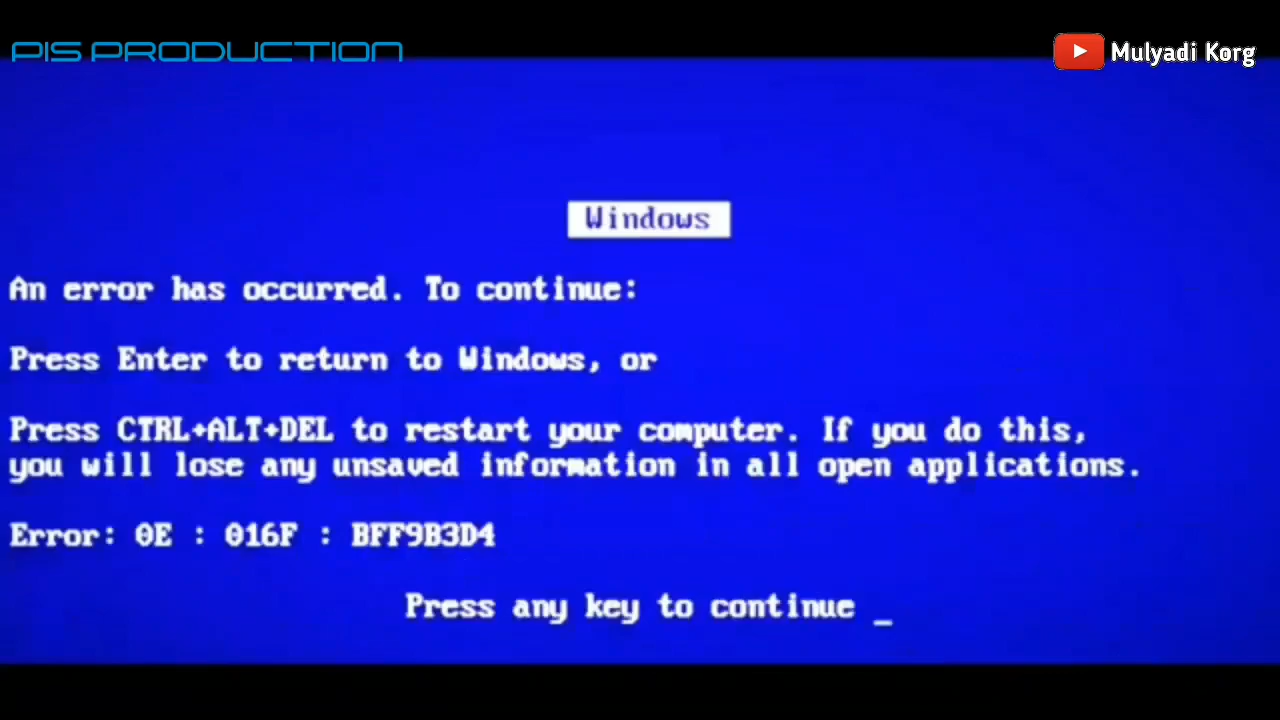 PIS PRODUCTION
Mulyadi Korg
Windows
An error has occurred. To continue:
Press Enter to return to Windows, or
Press CTRL+ALT+DEL to restart your computer. If you do this,
you will lose any unsaved information in all open applications.
Error: 0E : 016F : BFF9B3D4
Press any key to continue _